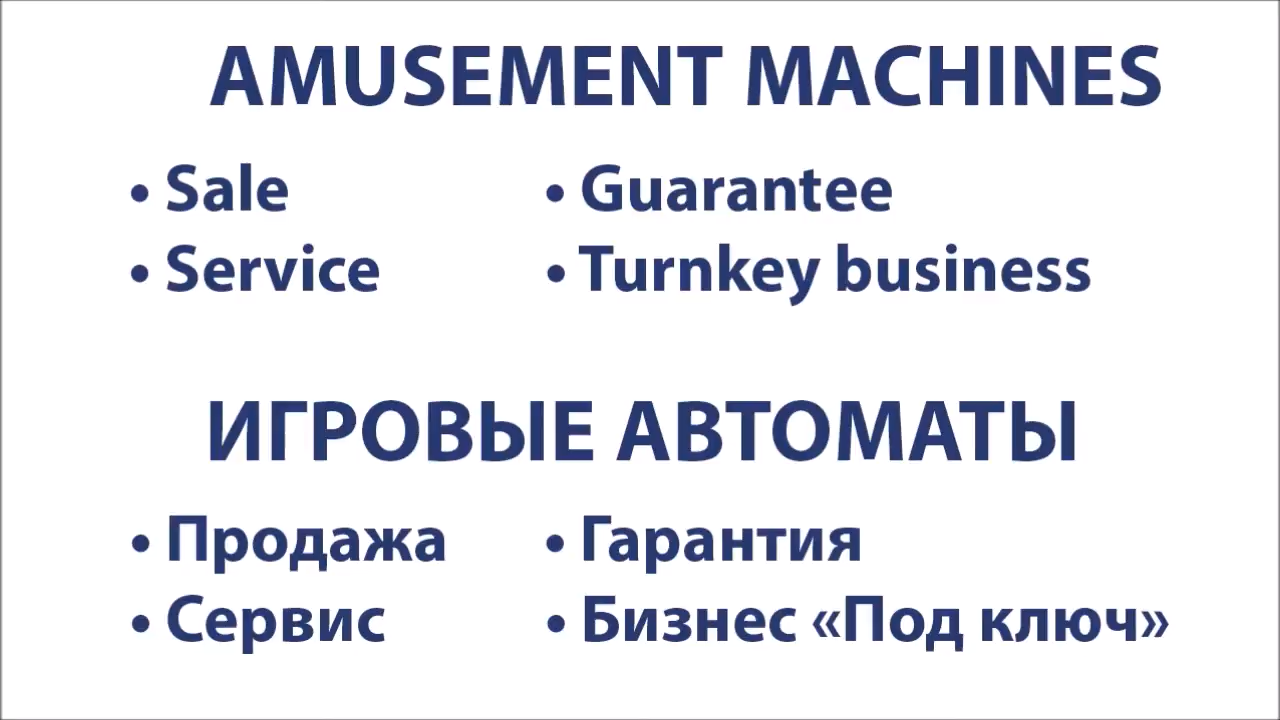 AMUSEMENT MACHINES
• Sale
• Service
• Guarantee
• Turnkey business
ИГРОВЫЕ АВТОМАТЫ
• Продажа
• Сервис
• Гарантия
• Бизнес «Под ключ»